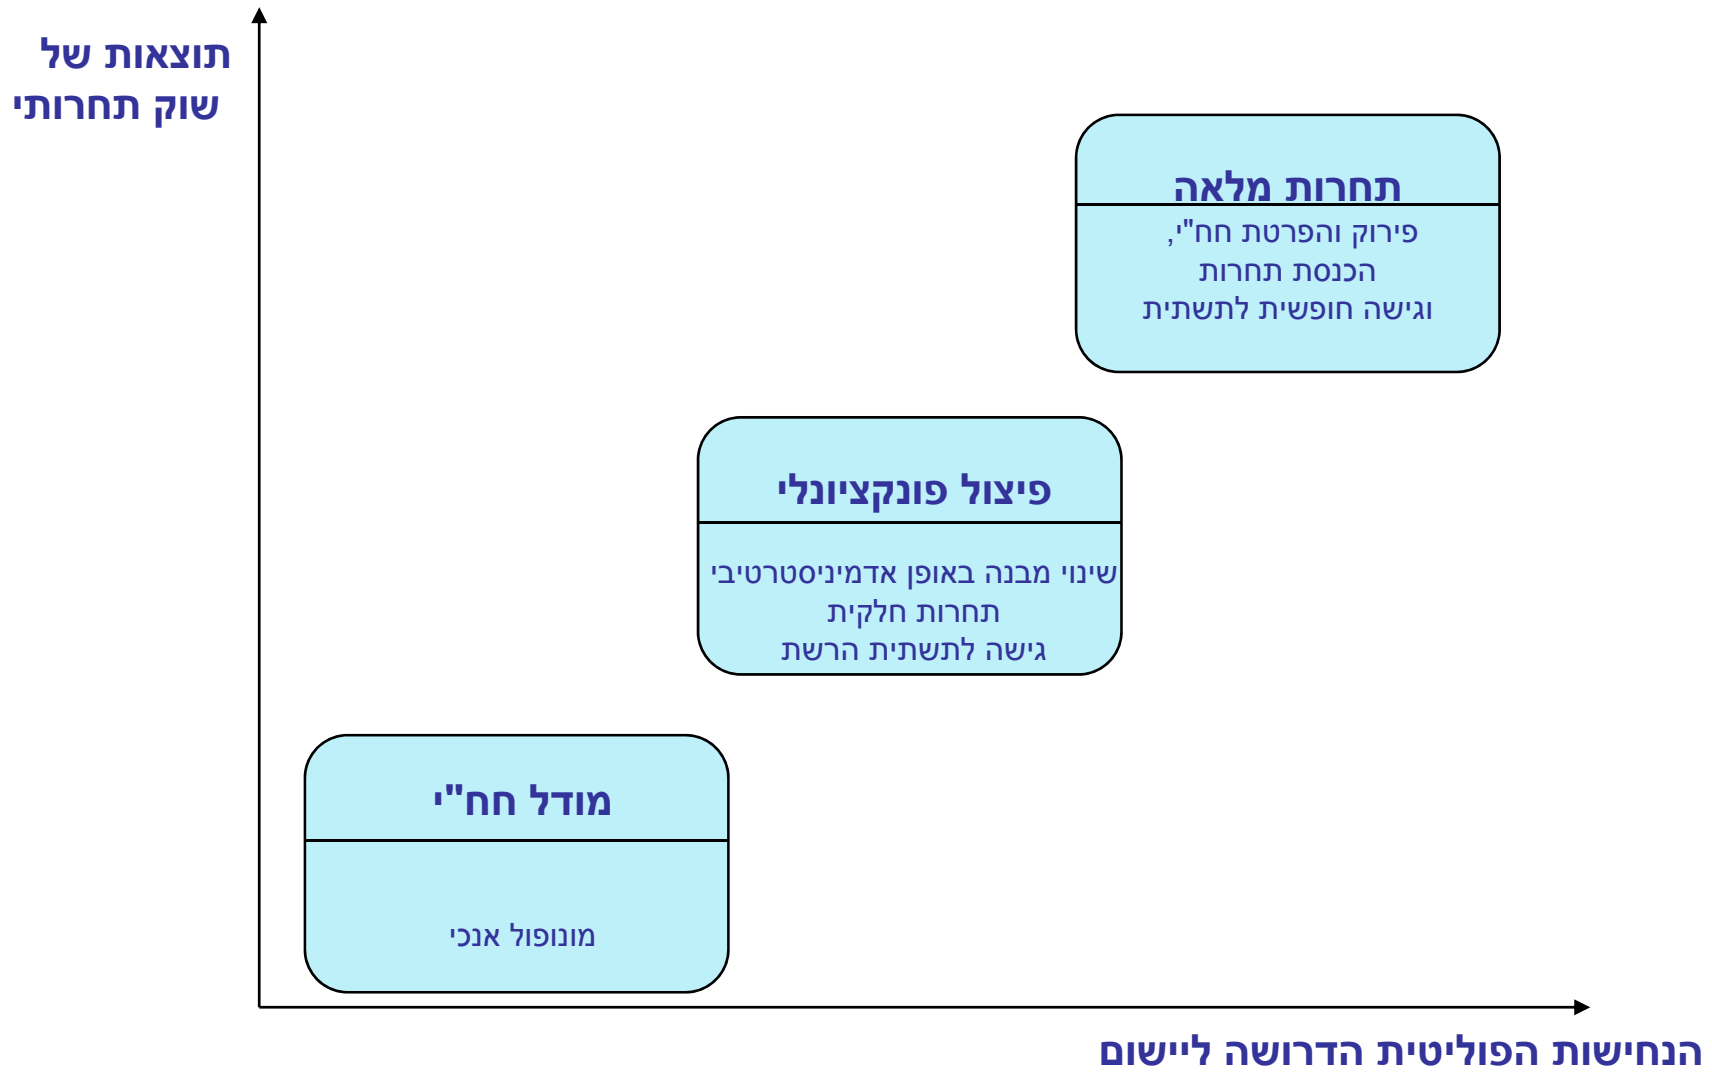 תוצאות של
שוק תחרותי
תחרות מלאה
פירוק והפרטת חח"י,
הכנסת תחרות
וגישה חופשית לתשתית
פיצול פונקציונלי
שינוי מבנה באופן אדמיניסטרטיבי
תחרות חלקית
גישה לתשתית הרשת
מודל חח"י
מונופול אנכי
הנחישות הפוליטית הדרושה ליישום